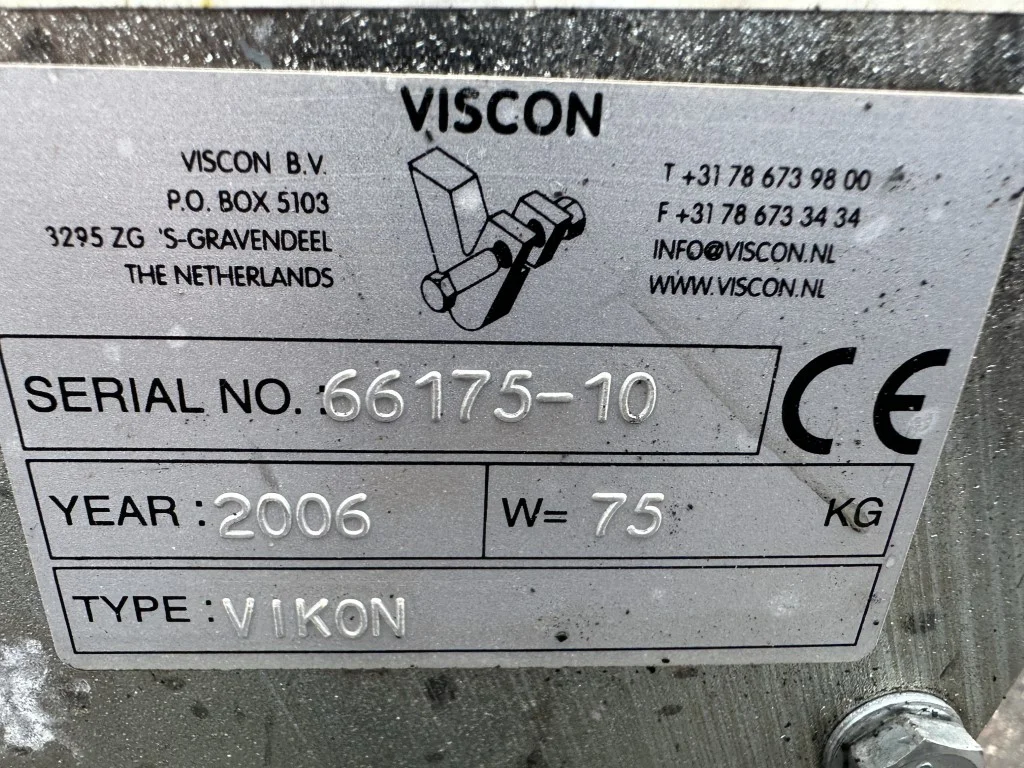 VISCON
VISCON B.V.
P.O. BOX 5103
3295 ZG 'S-GRAVENDEEL
THE NETHERLANDS
T +31 78 673 98 00
F +31 78 673 34 34
INFO@VISCON.NL
WWW.VISCON.NL
SERIAL NO. :66175-10
CE
YEAR : 2006 W= 75 KG
TYPE : VIKON